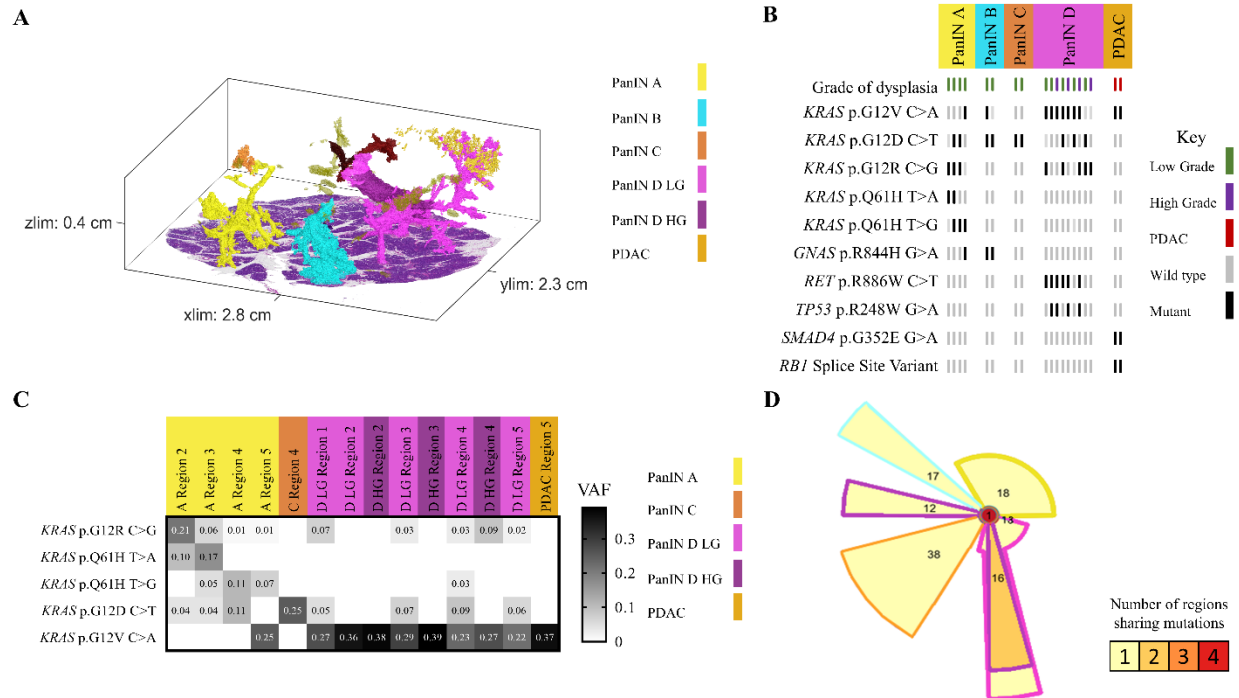 A
zlim: 0.4 cm
xlim: 2.8 cm
ylim: 2.3 cm
PanIN A
PanIN B
PanIN C
PanIN D LG
PanIN D HG
PDAC
B
PanIN A
PanIN B
PanIN C
PanIN D
PDAC
Grade of dysplasia
KRAS p.G12V C>A
KRAS p.G12D C>T
KRAS p.G12R C>G
KRAS p.Q61H T>A
KRAS p.Q61H T>G
GNAS p.R844H G>A
RET p.R886W C>T
TP53 p.R248W G>A
SMAD4 p.G352E G>A
RB1 Splice Site Variant
Key
Low Grade
High Grade
PDAC
Wild type
Mutant
C
A Region 2
A Region 3
A Region 4
A Region 5
C Region 4
D LG Region 1
D LG Region 2
D HG Region 2
D LG Region 3
D HG Region 3
D LG Region 4
D HG Region 4
D LG Region 5
PDAC Region 5
KRAS p.G12R C>G 0.21 0.06 0.01 0.01 0.07 0.03 0.03 0.09 0.02
KRAS p.Q61H T>A 0.10 0.17
KRAS p.Q61H T>G 0.05 0.11 0.07 0.03
KRAS p.G12D C>T 0.04 0.04 0.11 0.25 0.05 0.07 0.09 0.06
KRAS p.G12V C>A 0.25 0.27 0.36 0.38 0.29 0.39 0.23 0.27 0.22 0.37
VAF
0.3
0.2
0.1
0
PanIN A
PanIN C
PanIN D LG
PanIN D HG
PDAC
D
17
18
12
1
13
38
16
Number of regions
sharing mutations
1 2 3 4